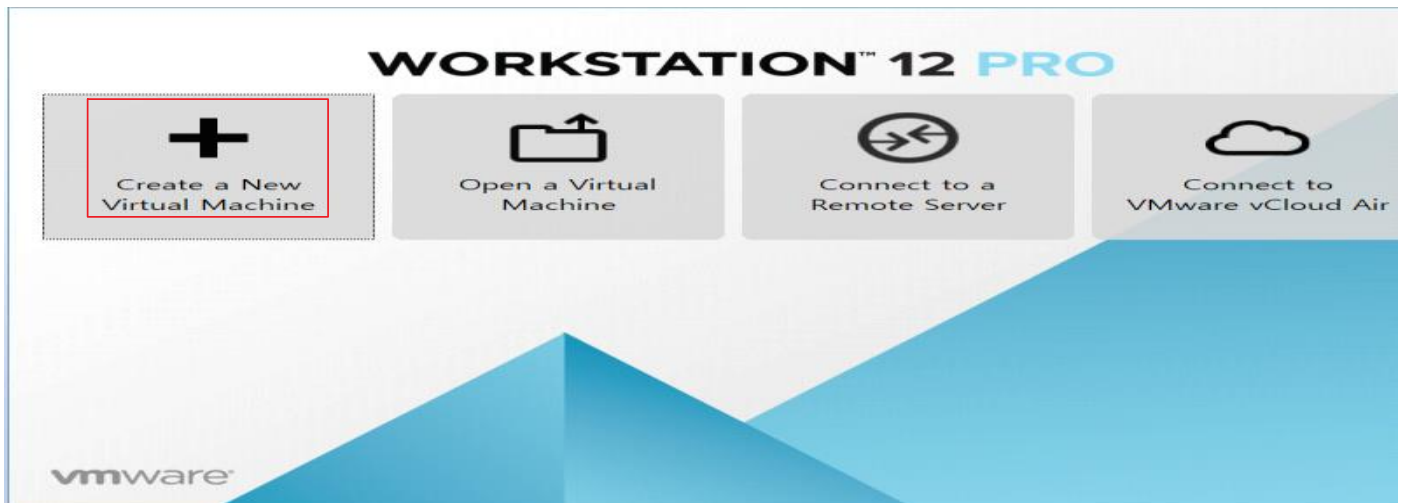 WORKSTATION™ 12 PRO
Create a New
Virtual Machine
Open a Virtual
Machine
Connect to a
Remote Server
Connect to
VMware vCloud Air
vmware®